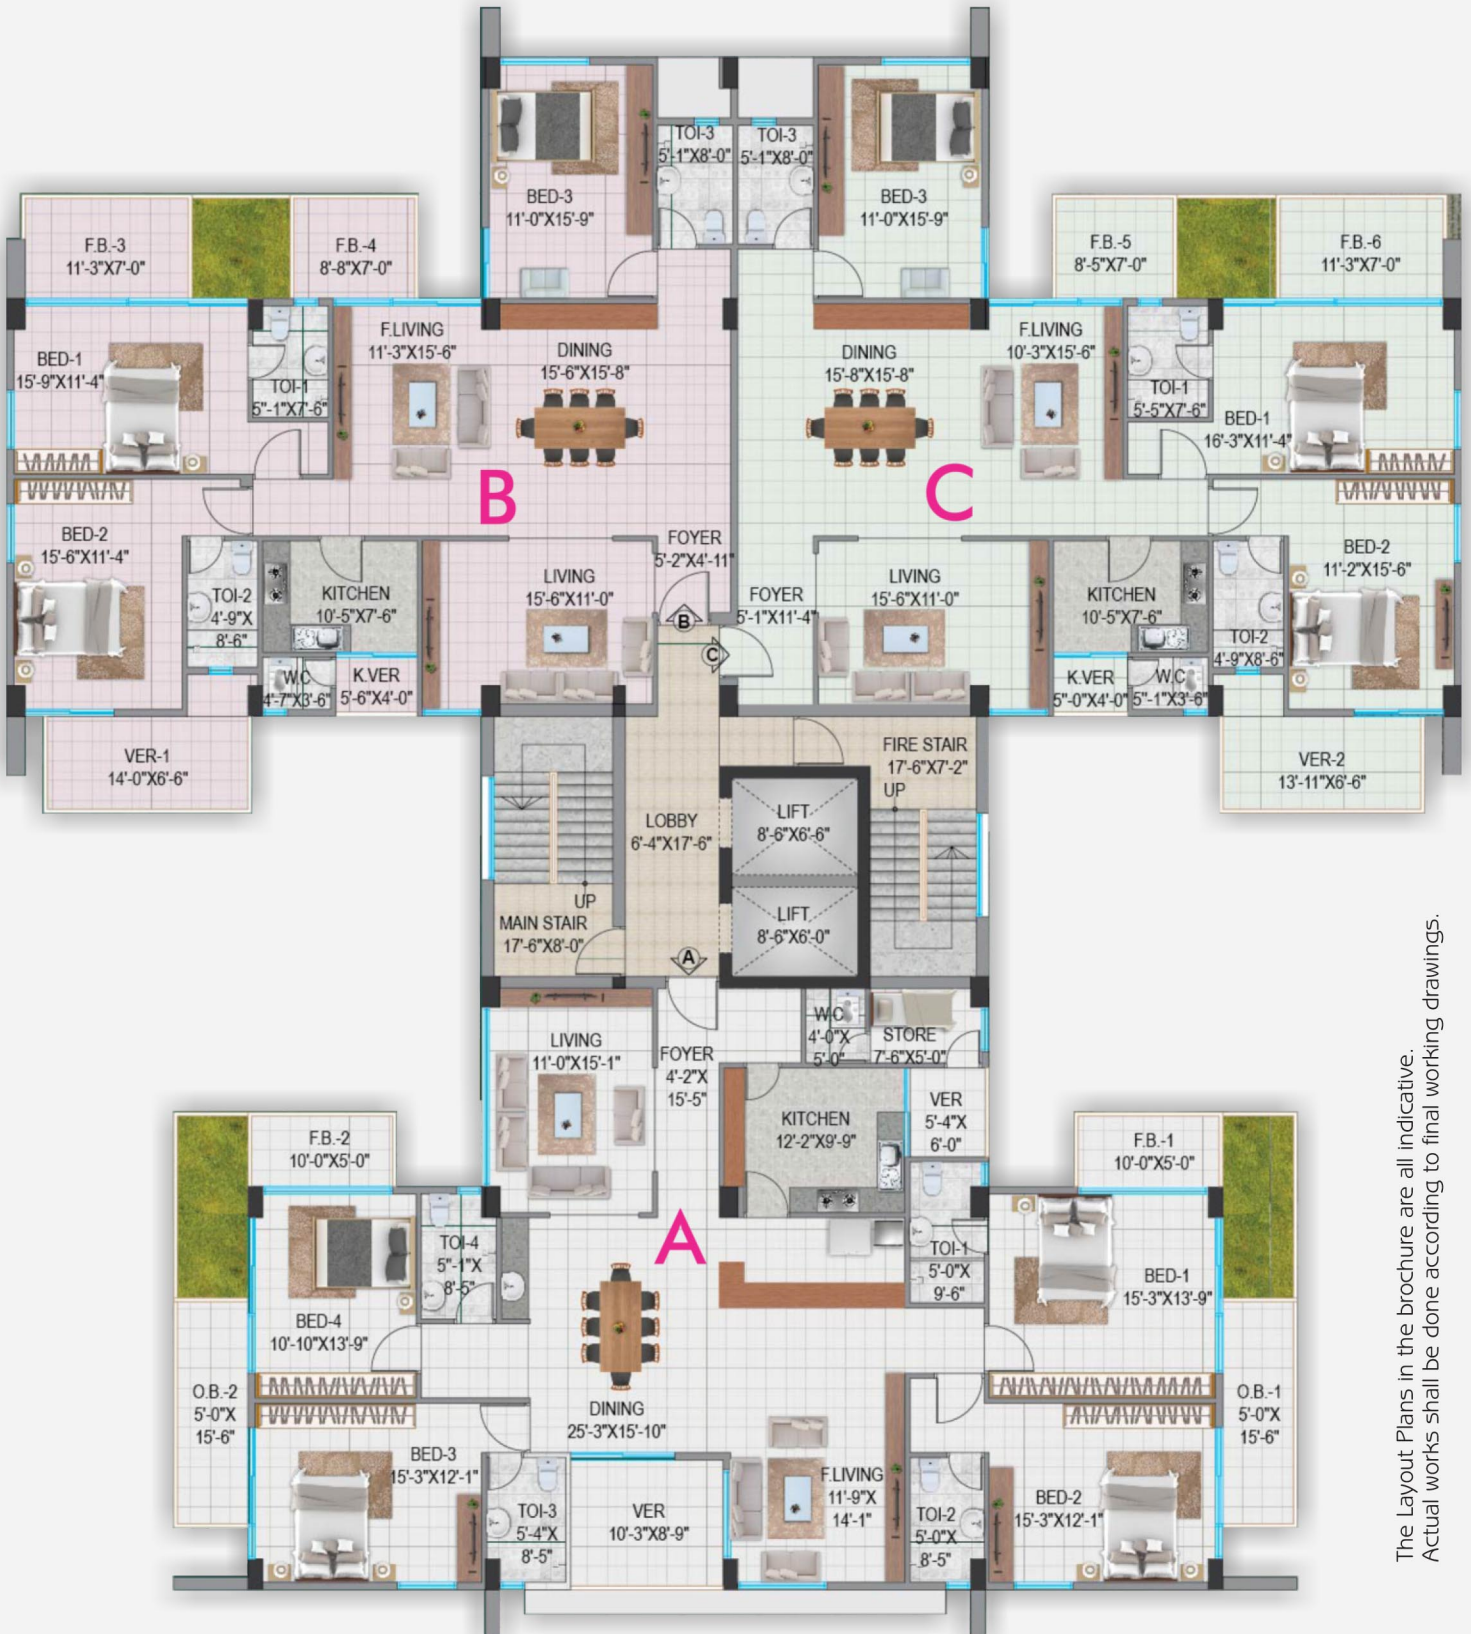 TOI-3
5'-1"X8'-0"
TOI-3
5'-1"X8'-0"
BED-3
11'-0"X15'-9"
BED-3
11'-0"X15'-9"
F.B.-3
11'-3"X7'-0"
F.B.-4
8'-8"X7'-0"
F.B.-5
8'-5"X7'-0"
F.B.-6
11'-3"X7'-0"
BED-1
15'-9"X11'-4"
TOI-1
5"-1"X7'-6"
F.LIVING
11'-3"X15'-6"
DINING
15'-6"X15'-8"
DINING
15'-8"X15'-8"
F.LIVING
10'-3"X15'-6"
TOI-1
5'-5"X7'-6"
BED-1
16'-3"X11'-4"
B
C
BED-2
15'-6"X11'-4"
TOI-2
4'-9"X
8'-6"
KITCHEN
10'-5"X7'-6"
LIVING
15'-6"X11'-0"
FOYER
5'-2"X4'-11"
FOYER
5'-1"X11'-4"
LIVING
15'-6"X11'-0"
KITCHEN
10'-5"X7'-6"
TOI-2
4'-9"X8'-6"
BED-2
11'-2"X15'-6"
W.C
4'-7"X3'-6"
K.VER
5'-6"X4'-0"
B
C
K.VER
5"-0"X4'-0"
W.C
5"-1"X3'-6"
VER-1
14'-0"X6'-6"
FIRE STAIR
17'-6"X7'-2"
UP
VER-2
13'-11"X6'-6"
LOBBY
6'-4"X17'-6"
LIFT
8'-6"X6'-6"
UP
MAIN STAIR
17'-6"X8'-0"
LIFT
8'-6"X6'-0"
A
LIVING
11'-0"X15'-1"
FOYER
4'-2"X
15'-5"
W.C
4'-0"X
5'-0"
STORE
7'-6"X5'-0"
KITCHEN
12'-2"X9'-9"
VER
5'-4"X
6'-0"
F.B.-2
10'-0"X5'-0"
F.B.-1
10'-0"X5'-0"
A
TOI-4
5"-1"X
8'-5"
TOI-1
5'-0"X
9'-6"
BED-1
15'-3"X13'-9"
BED-4
10'-10"X13'-9"
O.B.-2
5'-0"X
15'-6"
O.B.-1
5'-0"X
15'-6"
DINING
25'-3"X15'-10"
BED-3
15'-3"X12'-1"
TOI-3
5'-4"X
8'-5"
VER
10'-3"X8'-9"
F.LIVING
11'-9"X
14'-1"
TOI-2
5'-0"X
8'-5"
BED-2
15'-3"X12'-1"
The Layout Plans in the brochure are all indicative.
Actual works shall be done according to final working drawings.